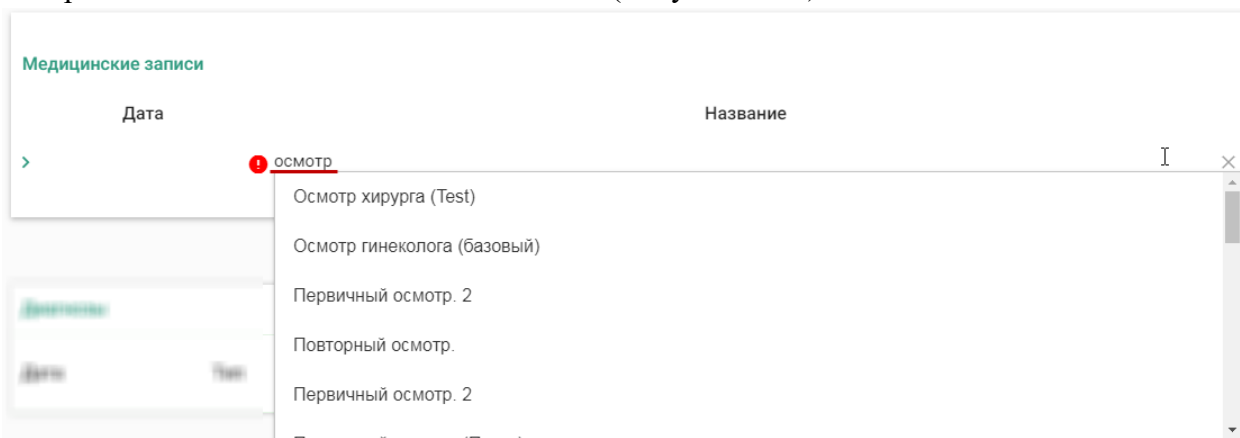 Медицинские записи
Дата Название
осмотр
Осмотр хирурга (Test)
Осмотр гинеколога (базовый)
Первичный осмотр. 2
Повторный осмотр.
Первичный осмотр. 2